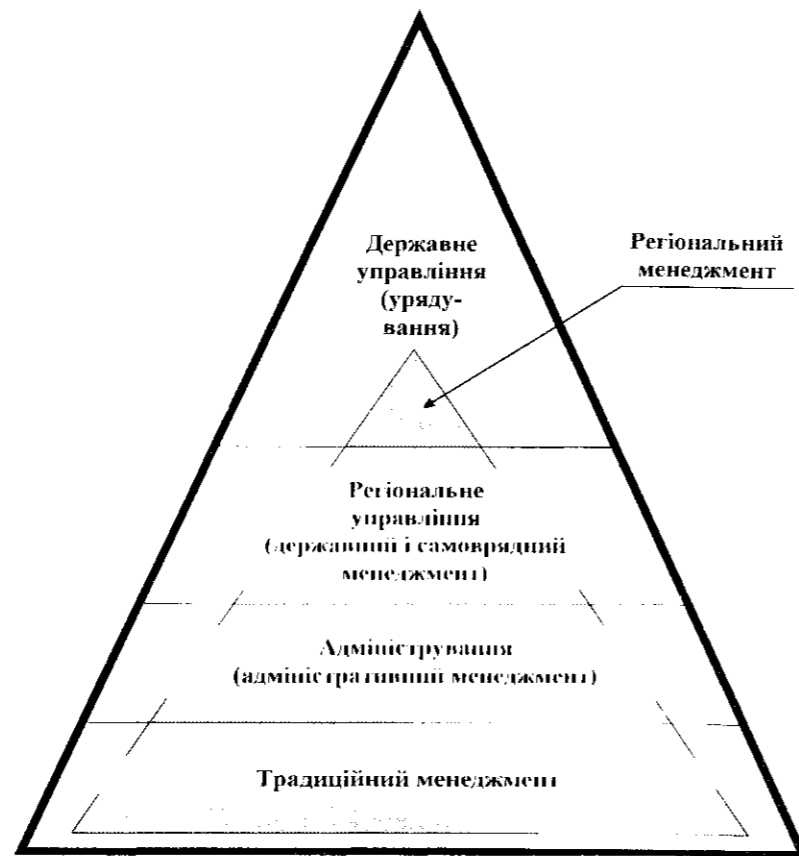 Державне
управління
(уряду-
вання)
Регіональний
менеджмент
Регіональне
управління
(державний і самоврядний
менеджмент)
Адміністрування
(адміністративний менеджмент)
Традиційний менеджмент